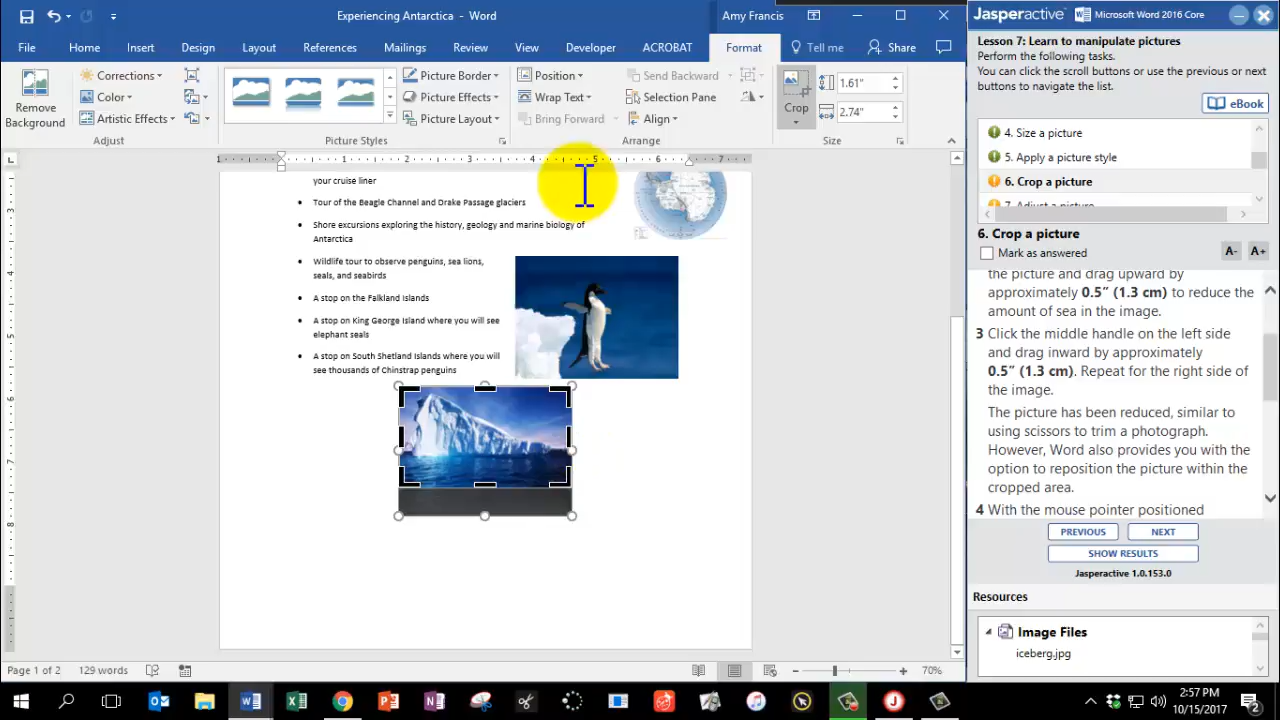 Experiencing Antarctica - Word
Amy Francis
File Home Insert Design Layout References Mailings Review View Developer ACROBAT Format Tell me Share
Remove Background
Corrections
Color
Artistic Effects
Adjust
Picture Styles
Picture Border
Picture Effects
Picture Layout
Position
Wrap Text
Bring Forward
Send Backward
Selection Pane
Align
Arrange
Crop
1.61"
2.74"
Size
1 1 2 3 4 5 6 7
your cruise liner
• Tour of the Beagle Channel and Drake Passage glaciers
• Shore excursions exploring the history, geology and marine biology of
Antarctica
• Wildlife tour to observe penguins, sea lions,
seals, and seabirds
• A stop on the Falkland Islands
• A stop on King George Island where you will see
elephant seals
• A stop on South Shetland Islands where you will
see thousands of Chinstrap penguins
Page 1 of 2 129 words
70%
Jasperactive Microsoft Word 2016 Core
Lesson 7: Learn to manipulate pictures
Perform the following tasks.
You can click the scroll buttons or use the previous or next
buttons to navigate the list.
eBook
4. Size a picture
5. Apply a picture style
6. Crop a picture
7. Adjust a picture
6. Crop a picture
Mark as answered
A- A+
the picture and drag upward by
approximately 0.5" (1.3 cm) to reduce the
amount of sea in the image.
3 Click the middle handle on the left side
and drag inward by approximately
0.5" (1.3 cm). Repeat for the right side of
the image.
The picture has been reduced, similar to
using scissors to trim a photograph.
However, Word also provides you with the
option to reposition the picture within the
cropped area.
4 With the mouse pointer positioned
PREVIOUS NEXT
SHOW RESULTS
Jasperactive 1.0.153.0
Resources
Image Files
iceberg.jpg
2:57 PM
10/15/2017
2